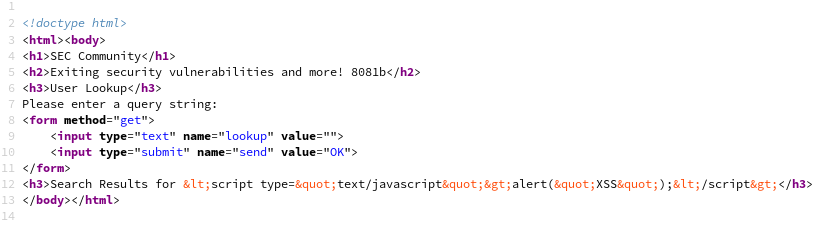 1
2 <!doctype html>
3 <html><body>
4 <h1>SEC Community</h1>
5 <h2>Exiting security vulnerabilities and more! 8081b</h2>
6 <h3>User Lookup</h3>
7 Please enter a query string:
8 <form method="get">
9     <input type="text" name="lookup" value="">
10     <input type="submit" name="send" value="OK">
11 </form>
12 <h3>Search Results for &lt;script type=&quot;text/javascript&quot;&gt;alert(&quot;XSS&quot;);&lt;/script&gt;</h3>
13 </body></html>
14